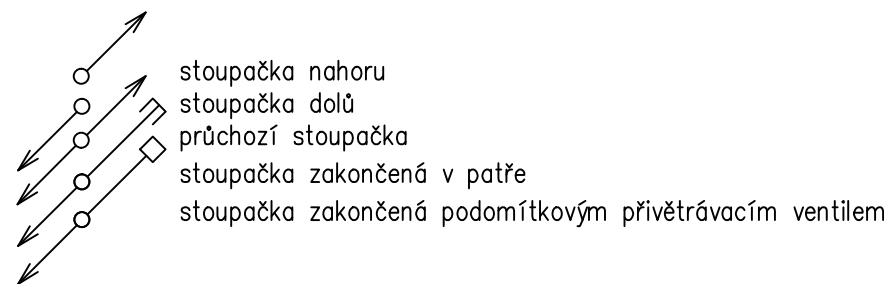 stoupačka nahoru
stoupačka dolů
průchozí stoupačka
stoupačka zakončená v patře
stoupačka zakončená podomítkovým přivětrávacím ventilem